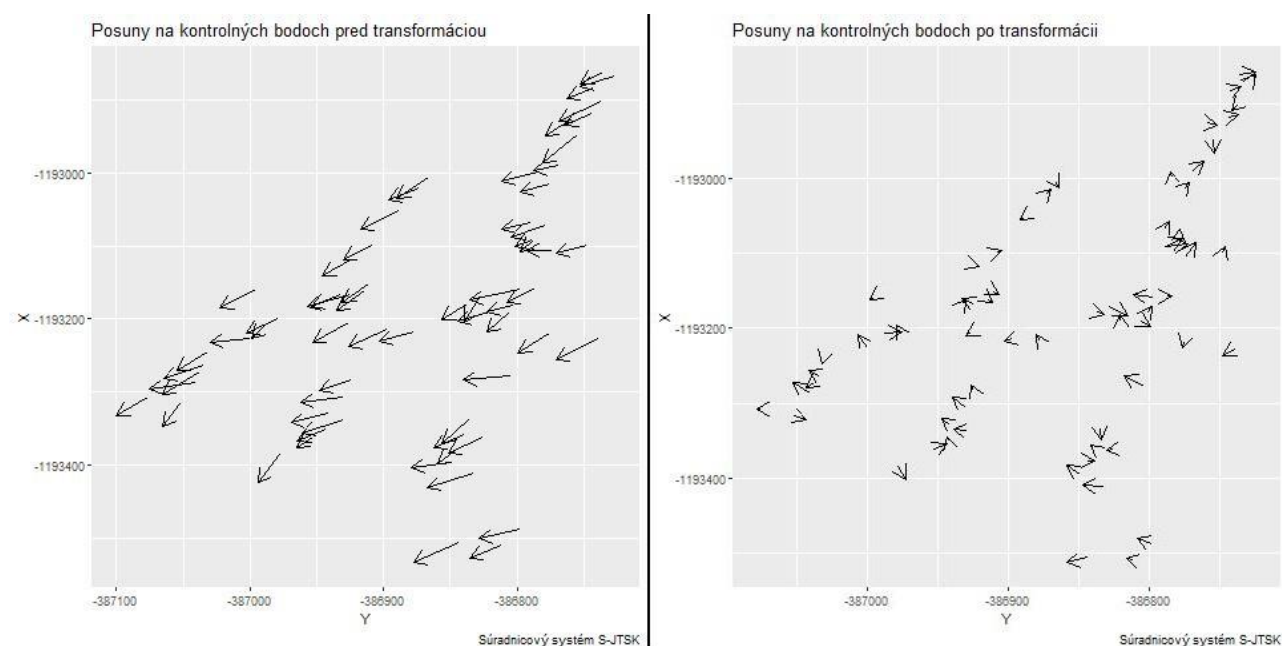 Posuny na kontrolných bodoch pred transformáciou
-1193000
-1193200
-1193400
X
-387100
-387000
-386900
-386800
Y
Súradnicový systém S-JTSK
Posuny na kontrolných bodoch po transformácii
-1193000
-1193200
-1193400
X
-387000
-386900
-386800
Y
Súradnicový systém S-JTSK